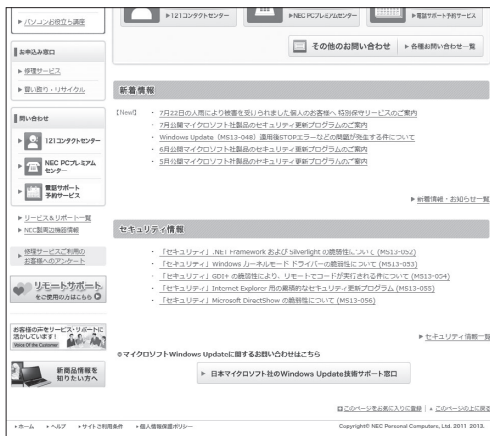 パソコンお役立ち講座
お申込み窓口
修理サービス
買い取り・リサイクル
問い合わせ
121コンタクトセンター
NEC PCプレミアム
センター
電話サポート
予約サービス
サービス&リポート一覧
NEC製周辺機器情報
修理サービスご利用の
お客様へのアンケート
リモートサポート
をご使用の方はこちら
お客様の声をサービス・リポートに
活かしています!
Voice Of the Customer
新商品情報を
知りたい方へ
121コンタクトセンター
NEC PCプレミアムセンター
電話サポート予約サービス
その他のお問い合わせ
各種お問い合わせ一覧
新着情報
【New!】 ・ 7月22日の大雨により被害を受けられました個人のお客様へ 特別保守サービスのご案内
・ 7月公開マイクロソフト社製品のセキュリティ更新プログラムのご案内
・ Windows Update（MS13-048）適用後STOPエラーなどの問題が発生する件について
・ 6月公開マイクロソフト社製品のセキュリティ更新プログラムのご案内
・ 5月公開マイクロソフト社製品のセキュリティ更新プログラムのご案内
新着情報・お知らせ一覧
セキュリティ情報
・ 「セキュリティ」.NET Framework および Silverlight の脆弱性について (MS13-052)
・ 「セキュリティ」Windows カーネルモード ドライバーの脆弱性について (MS13-053)
・ 「セキュリティ」GDI+ の脆弱性により、リモートでコードが実行される件について (MS13-054)
・ 「セキュリティ」Internet Explorer 用の累積的なセキュリティ更新プログラム (MS13-055)
・ 「セキュリティ」Microsoft DirectShow の脆弱性について (MS13-056)
セキュリティ情報一覧
※マイクロソフトWindows Updateに関するお問い合わせはこちら
日本マイクロソフト社のWindows Update技術サポート窓口
このページをお気に入りに登録 | このページの上に戻る
ホーム ヘルプ サイトご利用条件 個人情報保護ポリシー
Copyright© NEC Personal Computers, Ltd. 2011 2013.